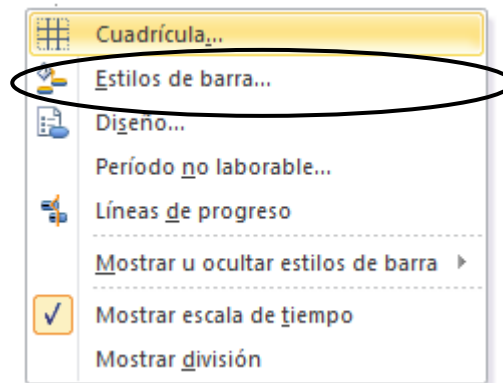 Cuadrícula...
Estilos de barra...
Diseño...
Período no laborable...
Líneas de progreso
Mostrar u ocultar estilos de barra
Mostrar escala de tiempo
Mostrar división